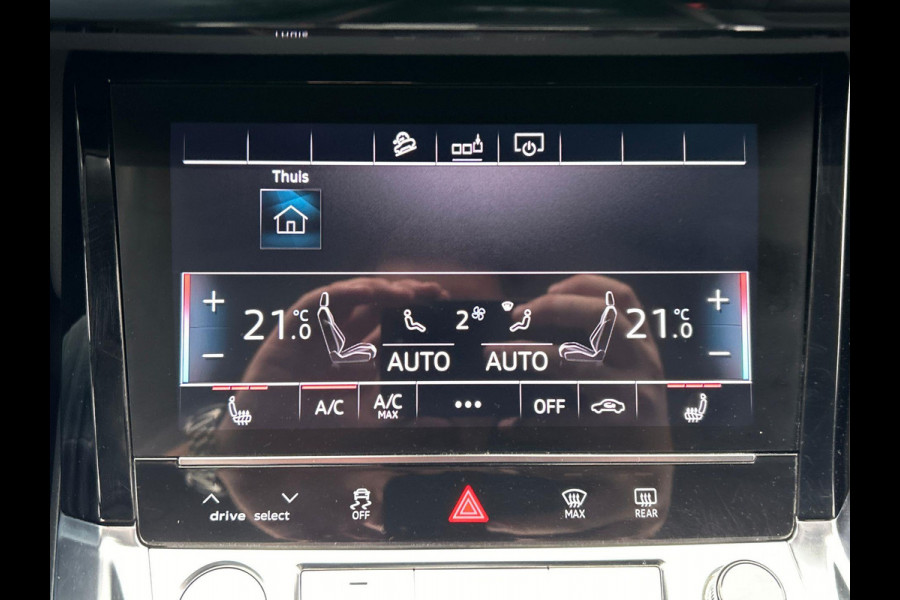 Thuis
21.0 °C
2
21.0 °C
AUTO AUTO
A/C A/C MAX ••• OFF
drive select OFF MAX REAR